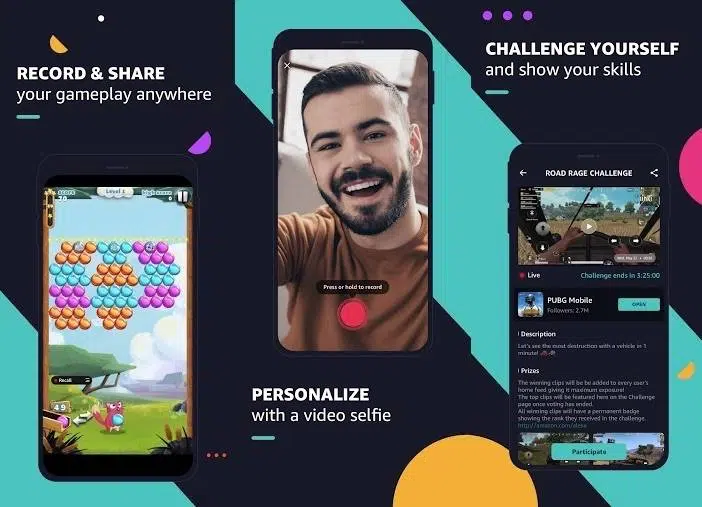 RECORD & SHARE
your gameplay anywhere
score
Level 1
high score
70
0
Recall
49
Press or hold to record
PERSONALIZE
with a video selfie
CHALLENGE YOURSELF
and show your skills
ROAD RAGE CHALLENGE
Live
Challenge ends in 3:25:00
PUBG Mobile
Followers: 2.7M
OPEN
Description
Let's see the most destruction with a vehicle in 1
minute!
Prizes
The winning clips will be added to every user's
home feed giving it maximum exposure!
The top clips will be featured here on the Challenge
page once voting has ended.
All winning clips will have a permanent badge
showing the rank they received in the challenge.
http://amazon.com/alexa
Participate